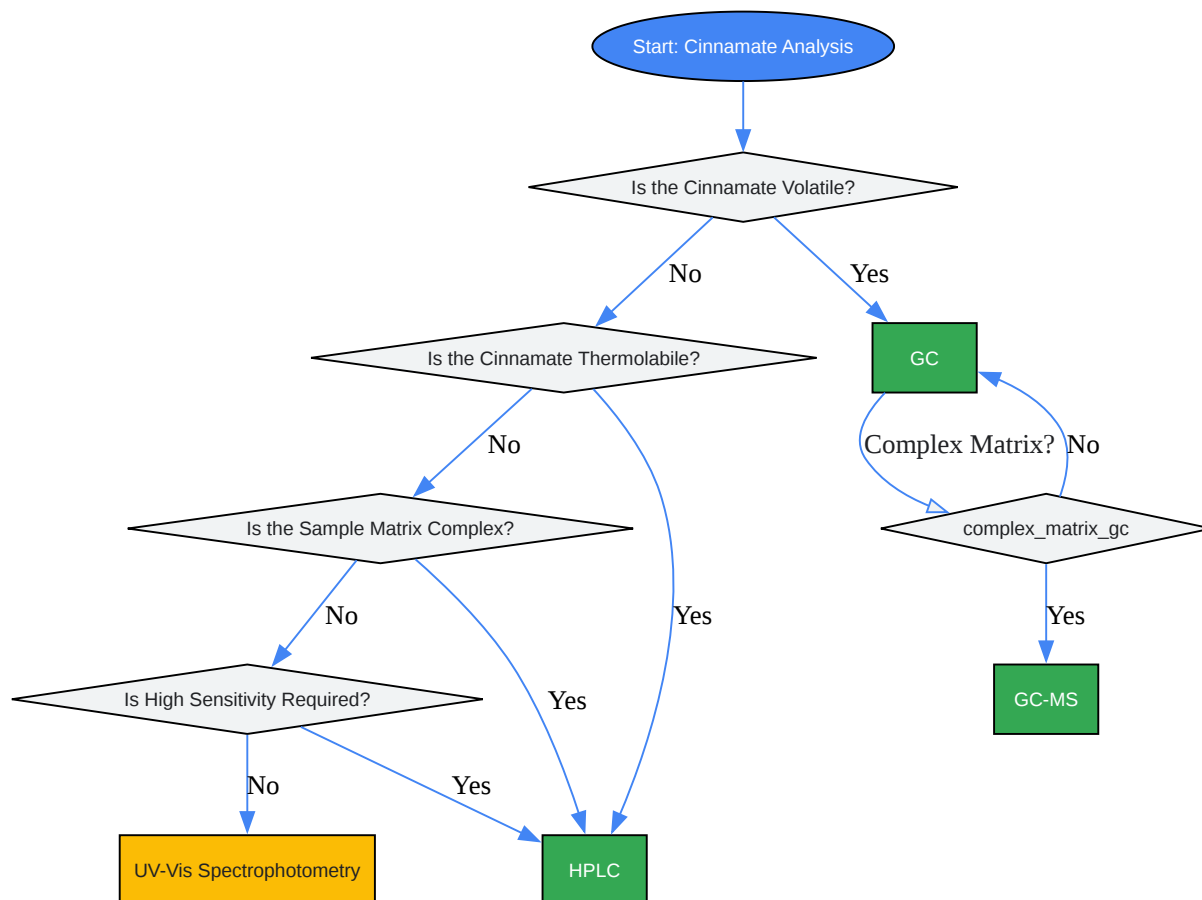 Start: Cinnamate Analysis
Is the Cinnamate Volatile?
No
Yes
Is the Cinnamate Thermolabile?
GC
No
Complex Matrix?
No
Is the Sample Matrix Complex?
complex_matrix_gc
No
Yes
Yes
Is High Sensitivity Required?
Yes
GC-MS
No
Yes
UV-Vis Spectrophotometry
HPLC